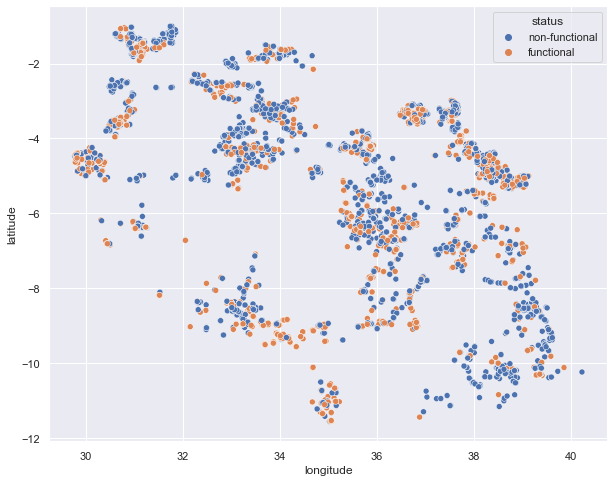 status
non-functional
functional
−2
−4
−6
−8
−10
−12
latitude
30 32 34 36 38 40
longitude